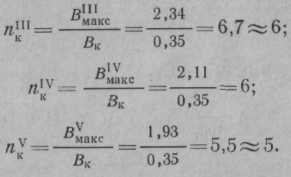 n_к^III = B_макс^III / B_к = 2,34 / 0,35 = 6,7 ≈ 6;
n_к^IV = B_макс^IV / B_к = 2,11 / 0,35 = 6;
n_к^V = B_макс^V / B_к = 1,93 / 0,35 = 5,5 ≈ 5.